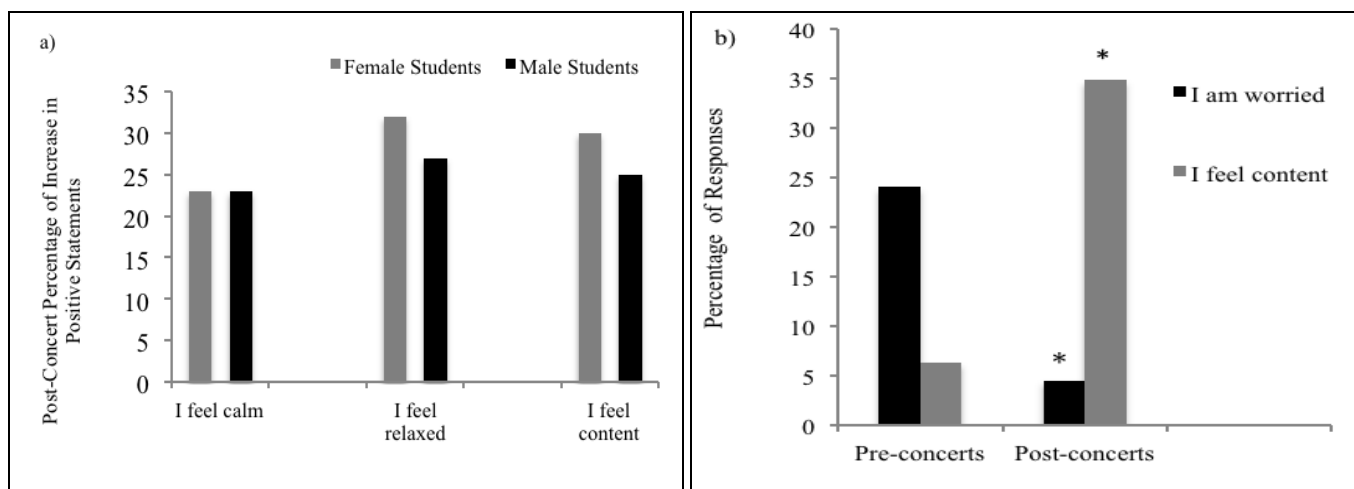 a)
Female Students Male Students
Post-Concert Percentage of Increase in
Positive Statements
35
30
25
20
15
10
5
0
I feel calm
I feel
relaxed
I feel
content
b)
Percentage of Responses
40
35
30
25
20
15
10
5
0
*
*
I am worried
I feel content
Pre-concerts Post-concerts